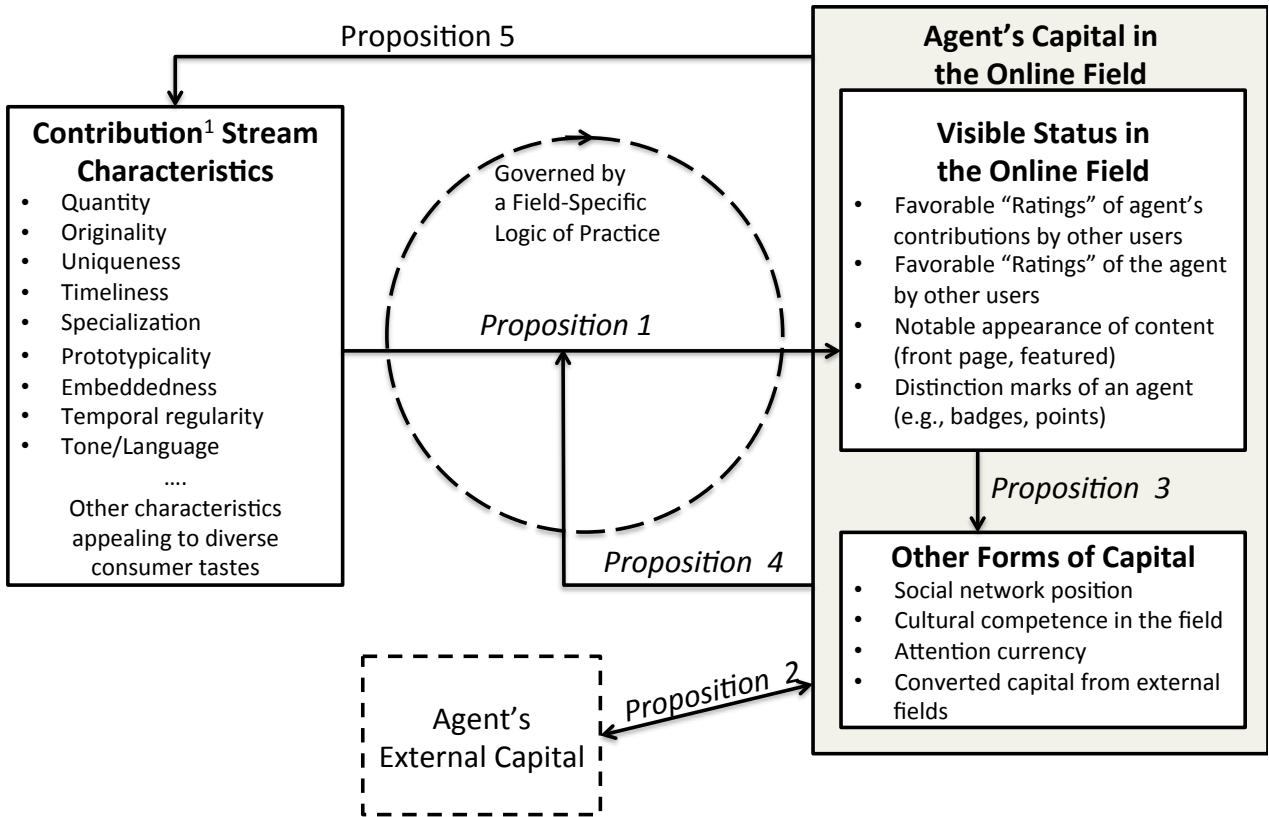 Proposition 5
Contribution¹ Stream
Characteristics
• Quantity
• Originality
• Uniqueness
• Timeliness
• Specialization
• Prototypicality
• Embeddedness
• Temporal regularity
• Tone/Language
....
Other characteristics
appealing to diverse
consumer tastes
Governed by
a Field-Specific
Logic of Practice
Proposition 1
Proposition 4
Agent's
External Capital
Proposition 2
Agent's Capital in
the Online Field
Visible Status in
the Online Field
• Favorable “Ratings” of agent's
contributions by other users
• Favorable “Ratings” of the agent
by other users
• Notable appearance of content
(front page, featured)
• Distinction marks of an agent
(e.g., badges, points)
Proposition 3
Other Forms of Capital
• Social network position
• Cultural competence in the field
• Attention currency
• Converted capital from external
fields